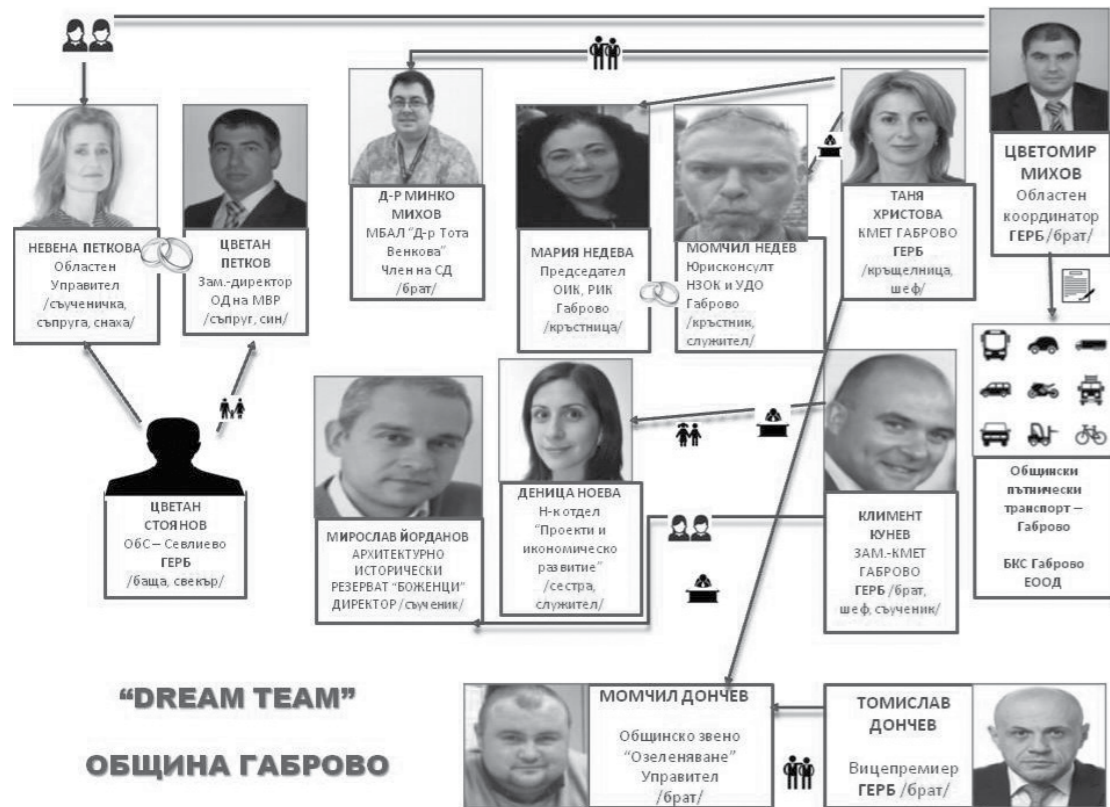 ЦВЕТОМИР
МИХОВ
Областен
координатор
ГЕРБ /брат/
НЕВЕНА ПЕТКОВА
Областен
Управител
/съученичка,
съпруга, снаха/
ЦВЕТАН
ПЕТКОВ
Зам.-директор
ОД на МВР
/съпруг, син/
Д-Р МИНКО
МИХОВ
МБАЛ "Д-р Тота
Венкова"
Член на СД
/брат/
МАРИЯ НЕДЕВА
Председател
ОИК, РИК
Габрово
/кръстница/
МОМЧИЛ НЕДЕВ
Юрисконсулт
НЗОК и УДО
Габрово
/кръстник,
служител/
ТАНЯ
ХРИСТОВА
КМЕТ ГАБРОВО
ГЕРБ
/кръщелница,
шеф/
ЦВЕТАН
СТОЯНОВ
ОбС – Севлиево
ГЕРБ
/баща, свекър/
МИРОСЛАВ ЙОРДАНОВ
АРХИТЕКТУРНО
ИСТОРИЧЕСКИ
РЕЗЕРВАТ "БОЖЕНЦИ"
ДИРЕКТОР /съученик/
ДЕНИЦА НОЕВА
Н-к отдел
"Проекти и
икономическо
развитие"
/сестра,
служител/
КЛИМЕНТ
КУНЕВ
ЗАМ.-КМЕТ
ГАБРОВО
ГЕРБ /брат,
шеф, съученик/
Общински
пътнически
транспорт –
Габрово
БКС Габрово
ЕООД
"DREAM TEAM"
ОБЩИНА ГАБРОВО
МОМЧИЛ ДОНЧЕВ
Общинско звено
"Озеленяване"
Управител
/брат/
ТОМИСЛАВ
ДОНЧЕВ
Вицепремиер
ГЕРБ /брат/